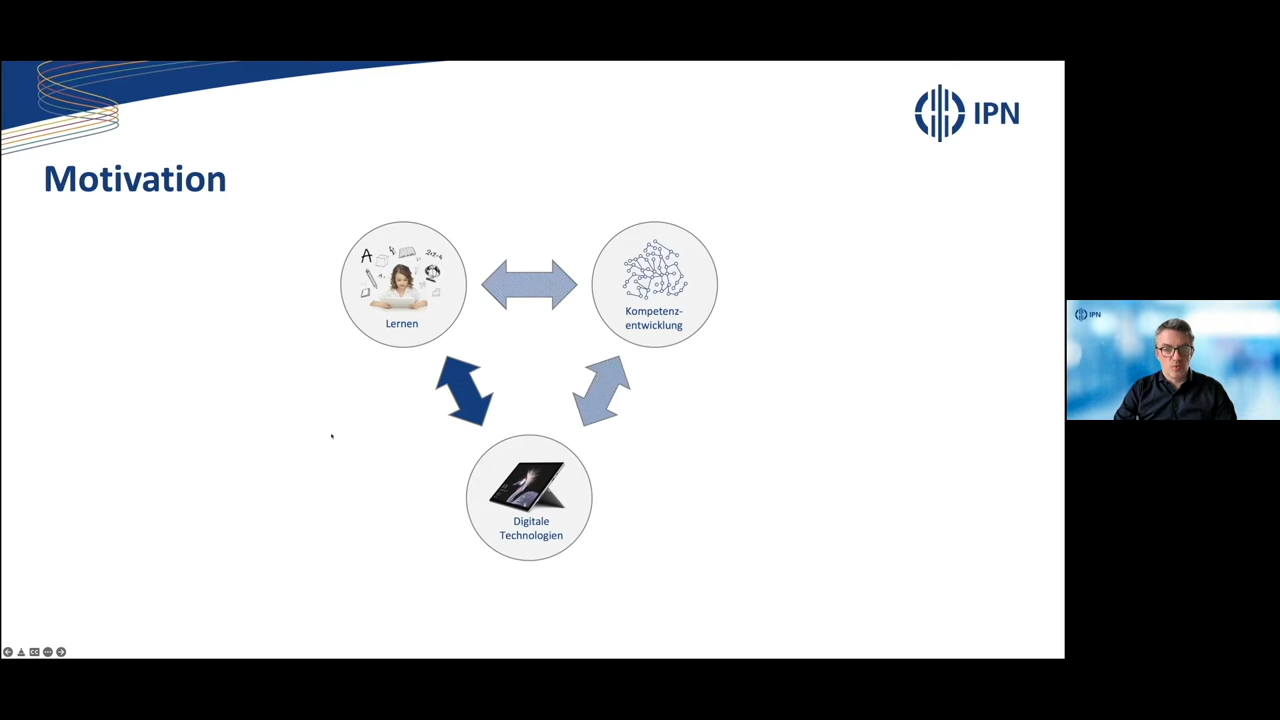 IPN
Motivation
Lernen
Kompetenz-
entwicklung
IPN
Digitale
Technologien